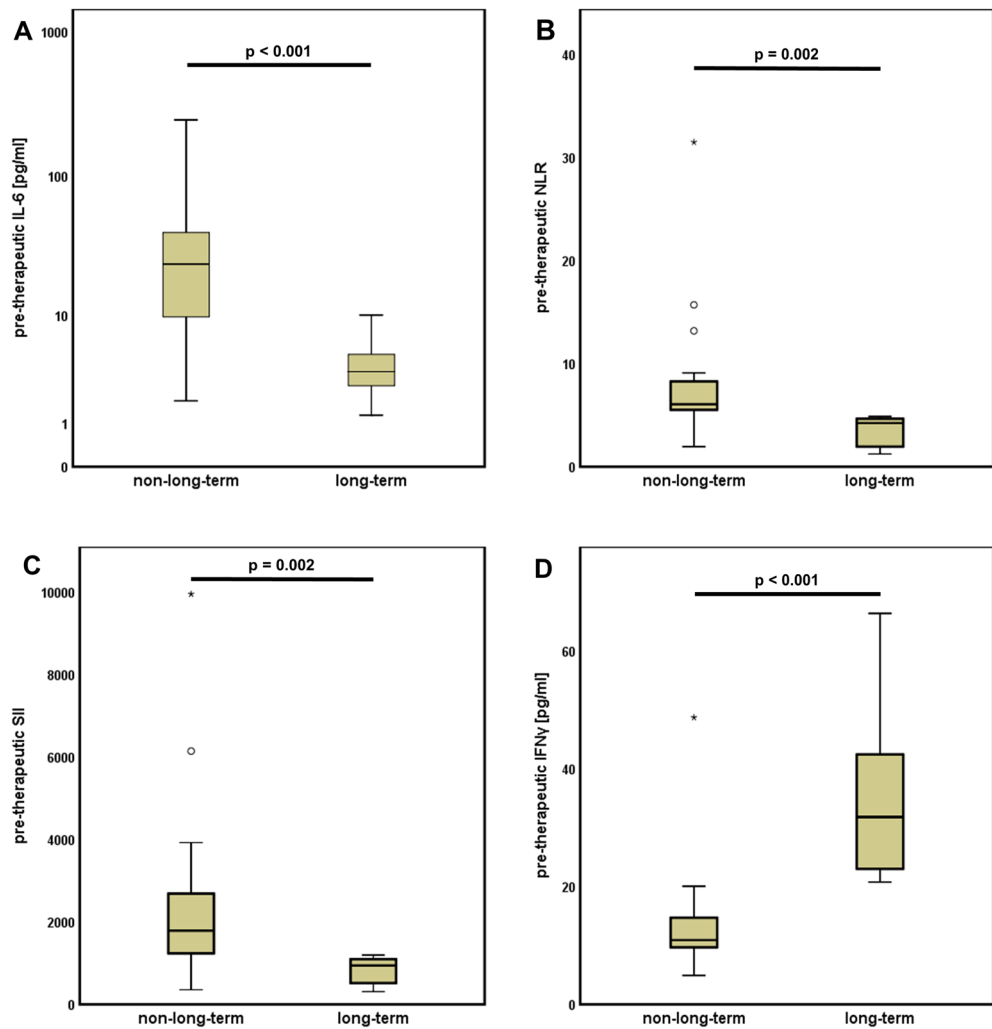 A
p < 0.001
pre-therapeutic IL-6 [pg/ml]
1000
100
10
1
0
non-long-term long-term
B
p = 0.002
pre-therapeutic NLR
40
30
20
10
0
non-long-term long-term
C
p = 0.002
pre-therapeutic SII
10000
8000
6000
4000
2000
0
non-long-term long-term
D
p < 0.001
pre-therapeutic IFNγ [pg/ml]
60
40
20
0
non-long-term long-term